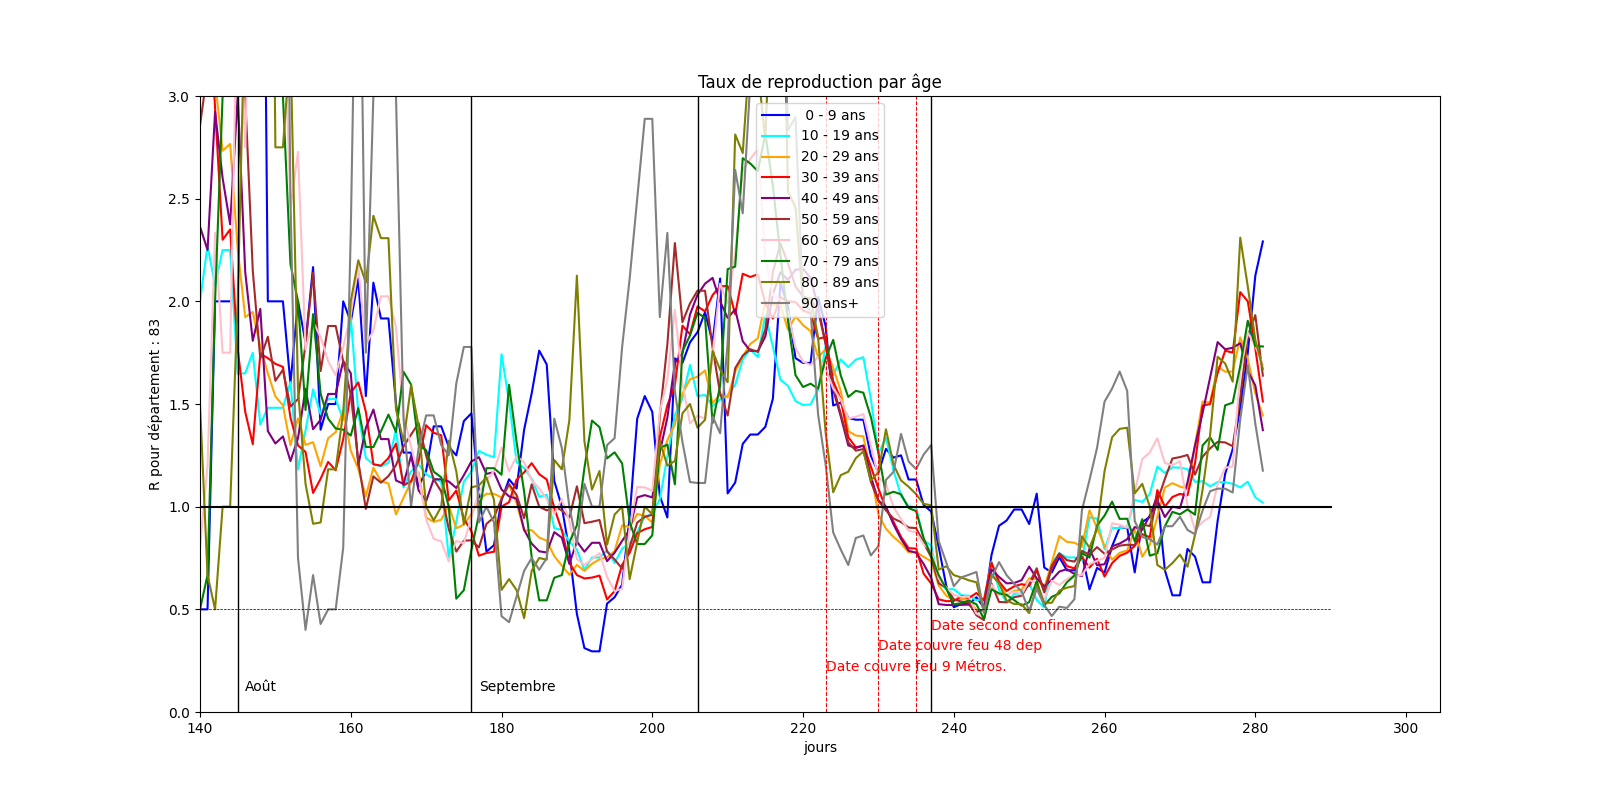 Taux de reproduction par âge
3.0
2.5
2.0
1.5
1.0
0.5
0.0
R pour département : 83
0 - 9 ans
10 - 19 ans
20 - 29 ans
30 - 39 ans
40 - 49 ans
50 - 59 ans
60 - 69 ans
70 - 79 ans
80 - 89 ans
90 ans+
Date second confinement
Date couvre feu 48 dep
Date couvre feu 9 Métros.
Août
Septembre
140 160 180 200 220 240 260 280 300
jours